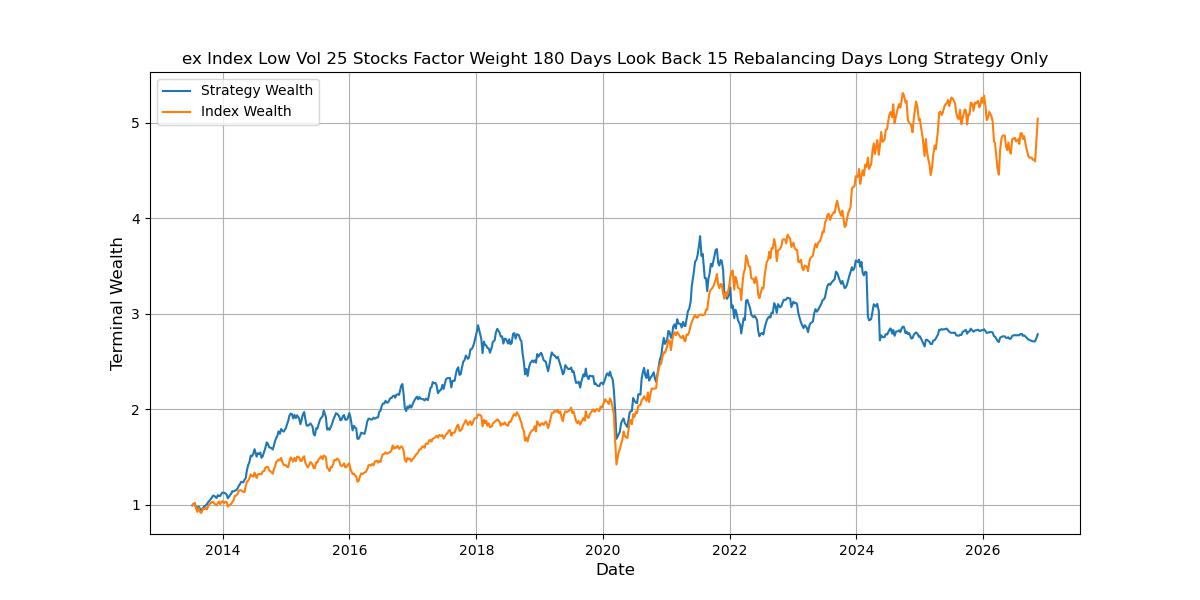 ex Index Low Vol 25 Stocks Factor Weight 180 Days Look Back 15 Rebalancing Days Long Strategy Only
Strategy Wealth
Index Wealth
Terminal Wealth
5
4
3
2
1
2014 2016 2018 2020 2022 2024 2026
Date